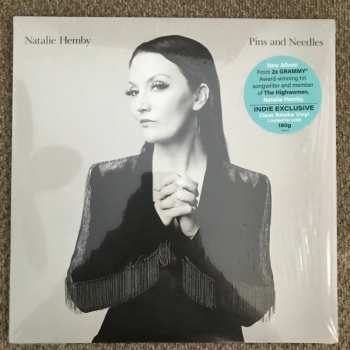 Natalie Hemby
Pins and Needles
New Album
From 2x GRAMMY®
Award-winning hit
songwriter and member
of The Highwomen,
Natalie Hemby.
INDIE EXCLUSIVE
Clear Smoke Vinyl
180g